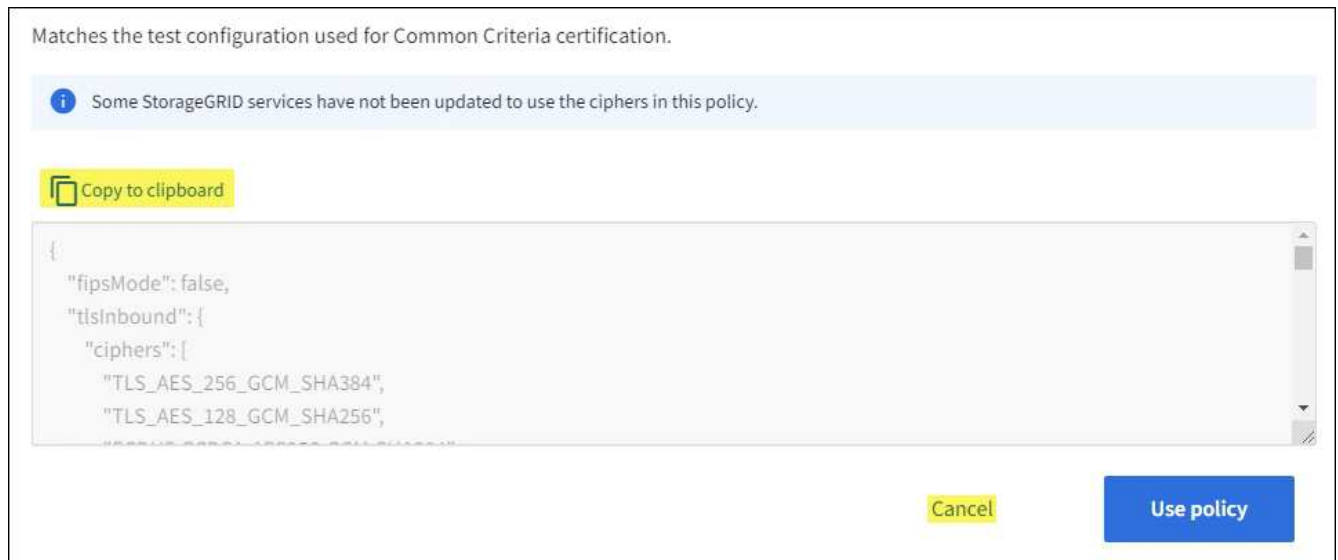 Matches the test configuration used for Common Criteria certification.
Some StorageGRID services have not been updated to use the ciphers in this policy.
Copy to clipboard
{
"fipsMode": false,
"tlsInbound": {
"ciphers": [
"TLS_AES_256_GCM_SHA384",
"TLS_AES_128_GCM_SHA256",
Cancel
Use policy